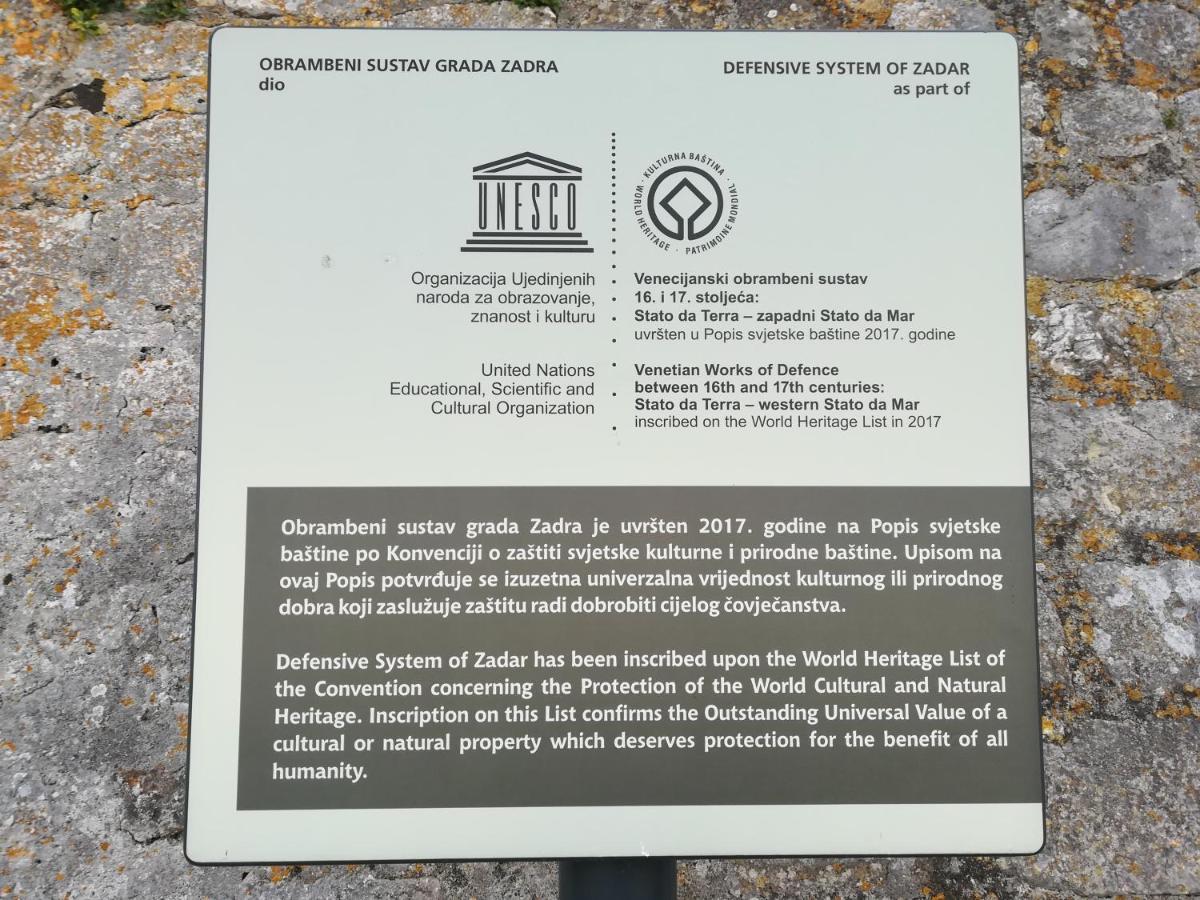 OBRAMBENI SUSTAV GRADA ZADRA
dio
DEFENSIVE SYSTEM OF ZADAR
as part of
UNESCO
KULTURNA BAŠTINA · WORLD HERITAGE · PATRIMOINE MONDIAL ·
Organizacija Ujedinjenih
naroda za obrazovanje,
znanost i kulturu
United Nations
Educational, Scientific and
Cultural Organization
Venecijanski obrambeni sustav
16. i 17. stoljeća:
Stato da Terra – zapadni Stato da Mar
uvršten u Popis svjetske baštine 2017. godine
Venetian Works of Defence
between 16th and 17th centuries:
Stato da Terra – western Stato da Mar
inscribed on the World Heritage List in 2017
Obrambeni sustav grada Zadra je uvršten 2017. godine na Popis svjetske
baštine po Konvenciji o zaštiti svjetske kulturne i prirodne baštine. Upisom na
ovaj Popis potvrđuje se izuzetna univerzalna vrijednost kulturnog ili prirodnog
dobra koji zaslužuje zaštitu radi dobrobiti cijelog čovječanstva.
Defensive System of Zadar has been inscribed upon the World Heritage List of
the Convention concerning the Protection of the World Cultural and Natural
Heritage. Inscription on this List confirms the Outstanding Universal Value of a
cultural or natural property which deserves protection for the benefit of all
humanity.